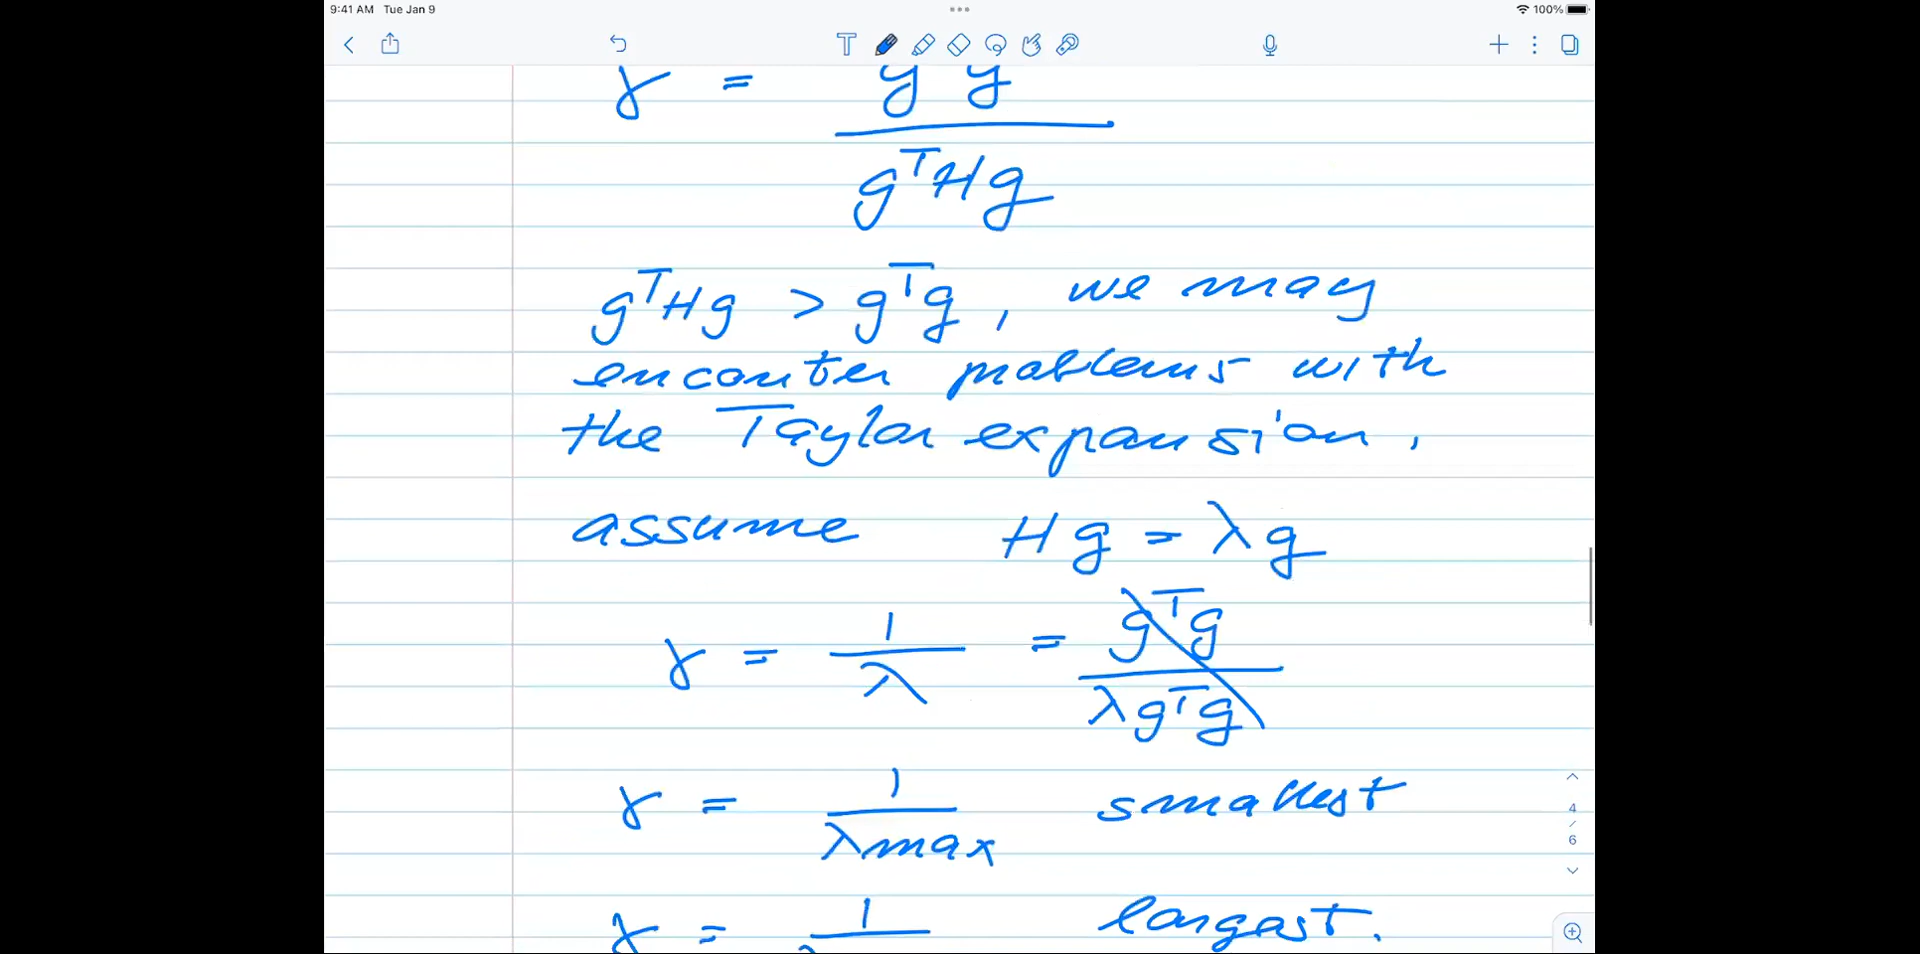 9:41 AM Tue Jan 9
100%
T
γ =
gᵀHg
gᵀHg > gᵀg, we may
encounter problems with
the Taylor expansion.
assume Hg = λg
γ = 1/λ = gᵀg/λgᵀg
γ = 1/λmax smallest
4
/
6
γ = 1/ largest.